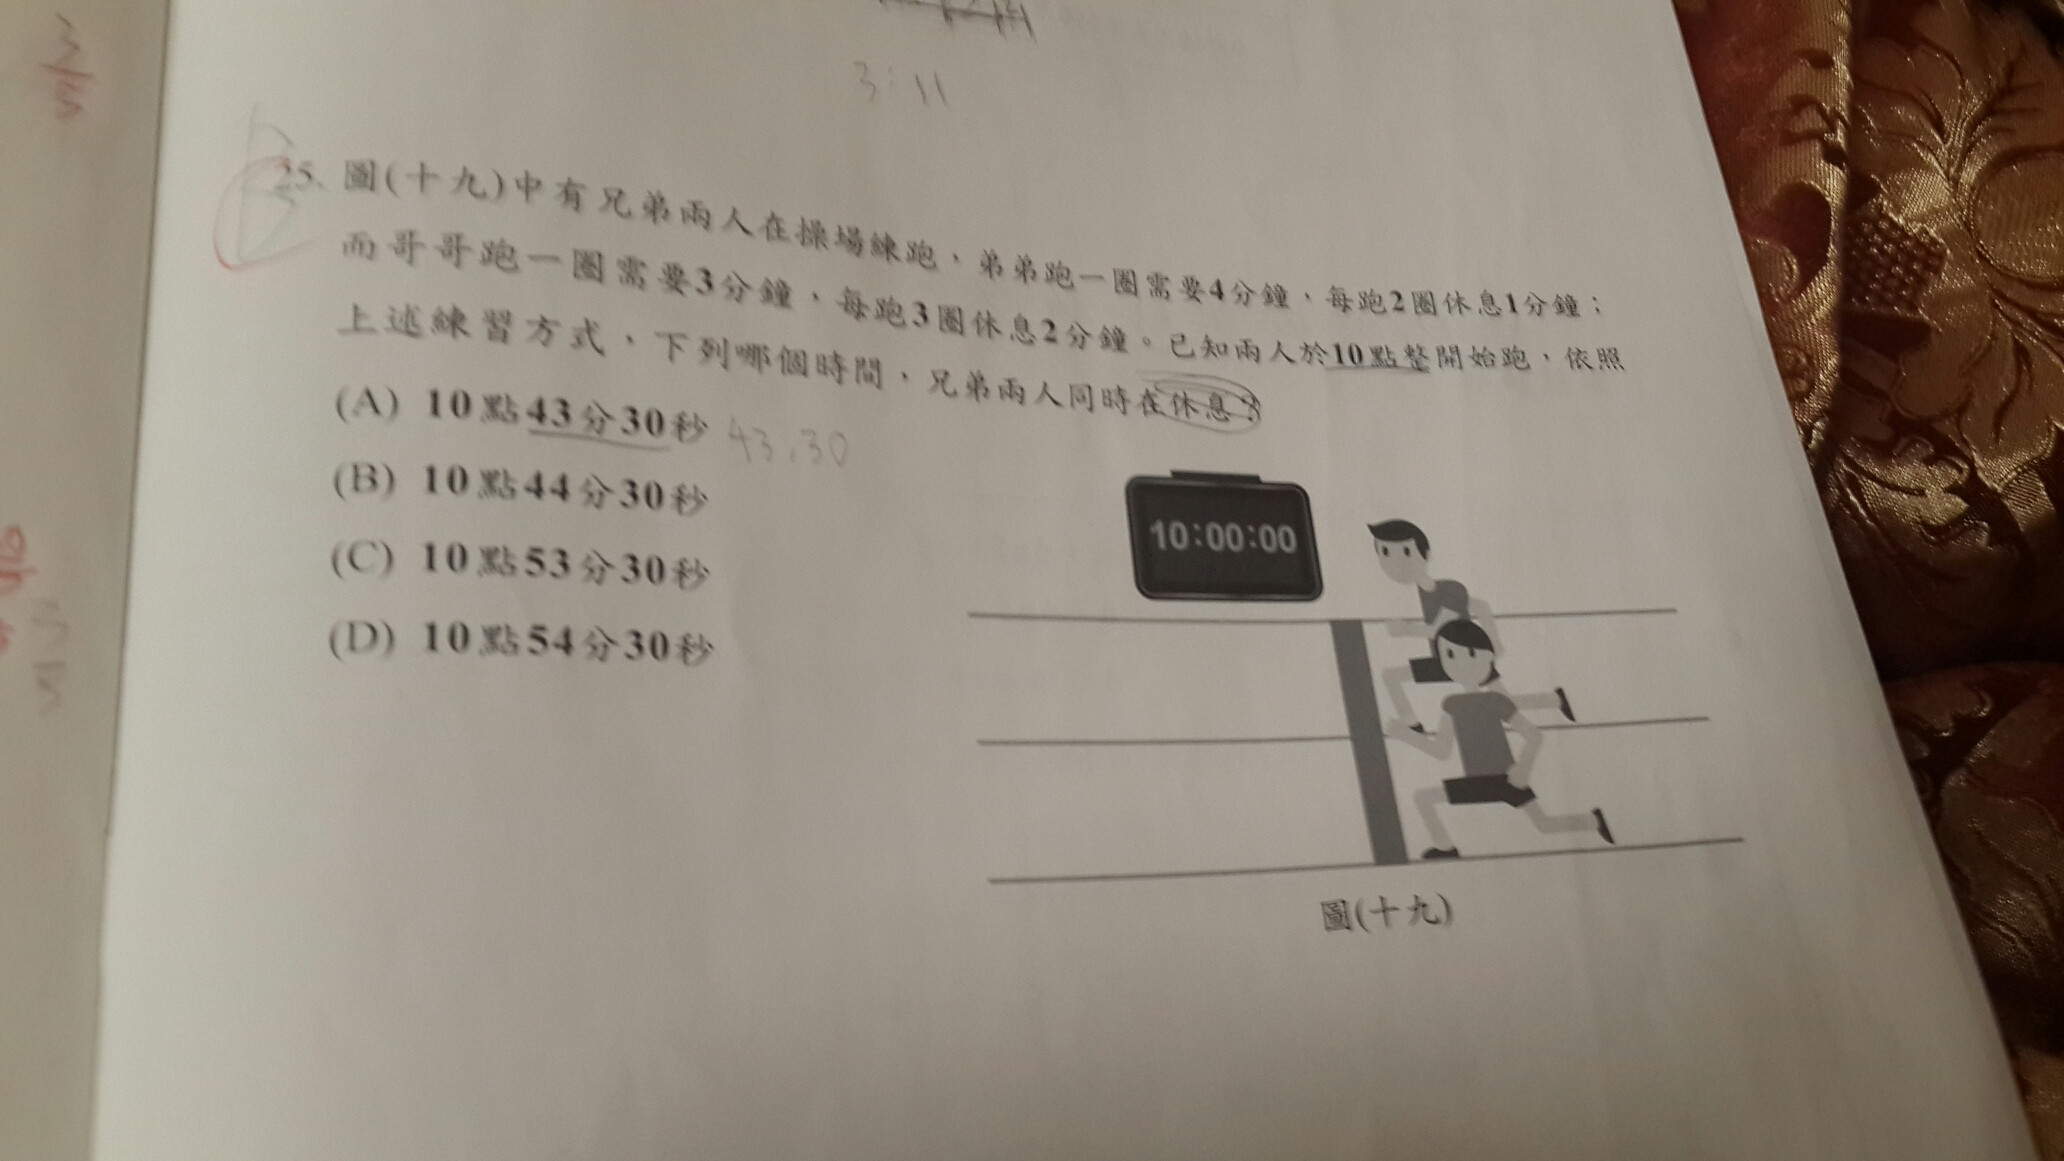 3:11
25. 圖(十九)中有兄弟兩人在操場練跑，弟弟跑一圈需要4分鐘，每跑2圈休息1分鐘；
而哥哥跑一圈需要3分鐘，每跑3圈休息2分鐘。已知兩人於10點整開始跑，依照
上述練習方式，下列哪個時間，兄弟兩人同時在休息？
(A) 10點43分30秒 43.30
(B) 10點44分30秒
(C) 10點53分30秒
(D) 10點54分30秒
10:00:00
圖(十九)